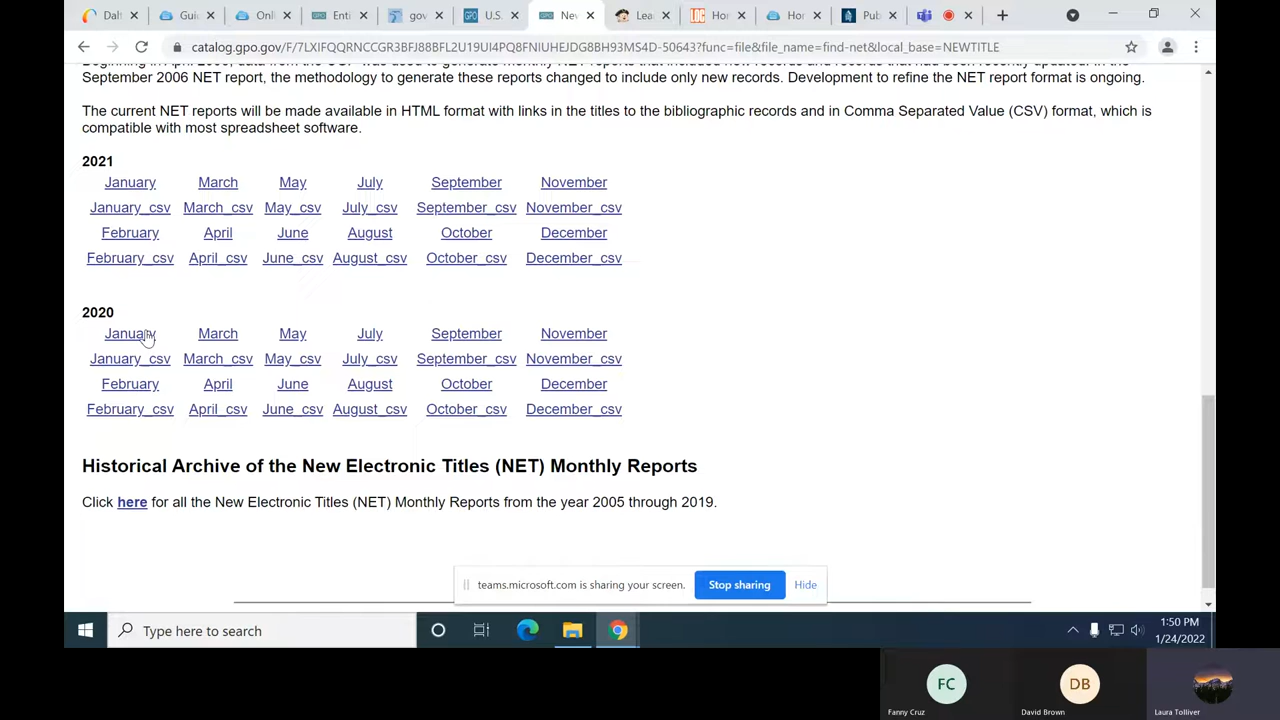 Dalt
Guid
Onli
Enti
gov
U.S.
Nev
Lea
Hor
Hor
Pub
catalog.gpo.gov/F/7LXIFQQRNCCGR3BFJ88BFL2U19UI4PQ8FNIUHEJDG8BH93MS4D-50643?func=file&file_name=find-net&local_base=NEWTITLE
September 2006 NET report, the methodology to generate these reports changed to include only new records. Development to refine the NET report format is ongoing.
The current NET reports will be made available in HTML format with links in the titles to the bibliographic records and in Comma Separated Value (CSV) format, which is
compatible with most spreadsheet software.
2021
January March May July September November
January_csv March_csv May_csv July_csv September_csv November_csv
February April June August October December
February_csv April_csv June_csv August_csv October_csv December_csv
2020
January March May July September November
January_csv March_csv May_csv July_csv September_csv November_csv
February April June August October December
February_csv April_csv June_csv August_csv October_csv December_csv
Historical Archive of the New Electronic Titles (NET) Monthly Reports
Click here for all the New Electronic Titles (NET) Monthly Reports from the year 2005 through 2019.
teams.microsoft.com is sharing your screen. Stop sharing Hide
Type here to search
1:50 PM
1/24/2022
FC DB
Fanny Cruz David Brown Laura Tolliver